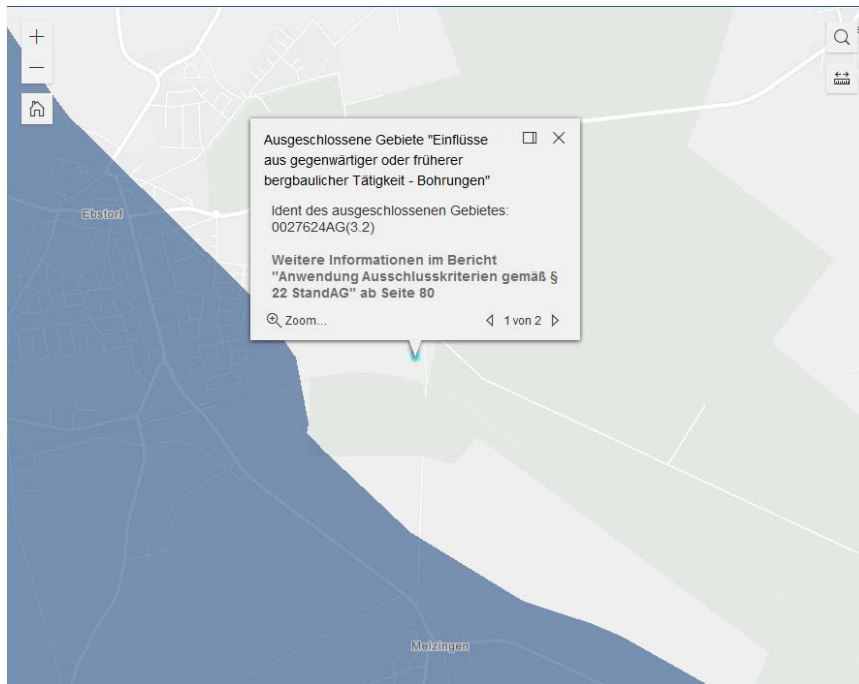 Ausgeschlossene Gebiete "Einflüsse
aus gegenwärtiger oder früherer
bergbaulicher Tätigkeit - Bohrungen"
Ebstorf
Ident des ausgeschlossenen Gebietes:
0027624AG(3.2)
Weitere Informationen im Bericht
"Anwendung Ausschlusskriterien gemäß §
22 StandAG" ab Seite 80
Zoom... 1 von 2
Melzingen